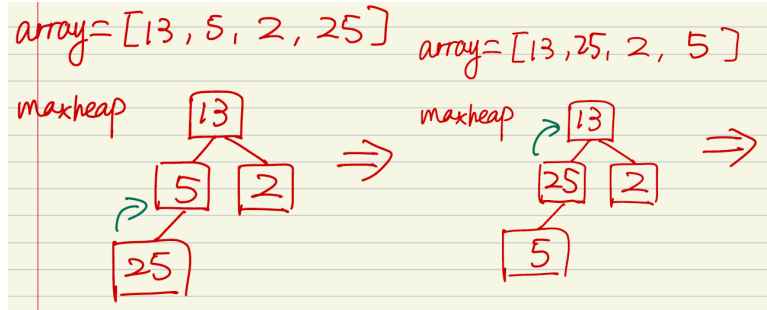 array=[13, 5, 2, 25]
maxheap
13
5 2
25
array=[13,25, 2, 5]
maxheap
13
25 2
5